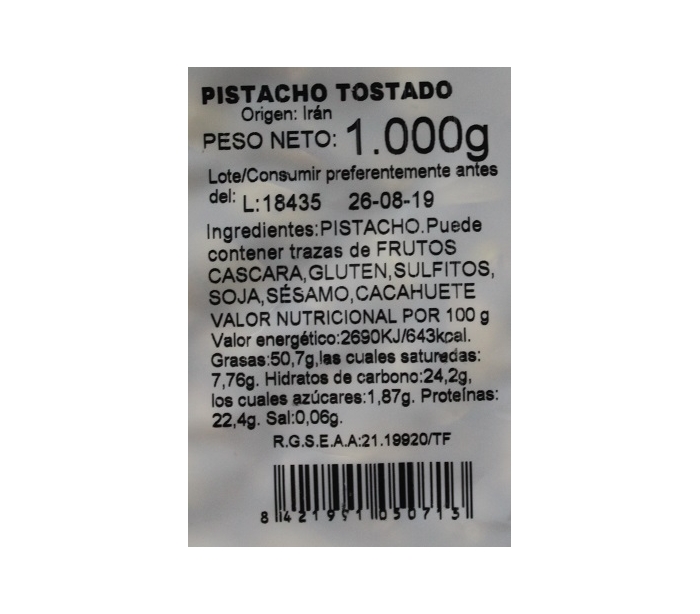 PISTACHO TOSTADO
Origen: Irán
PESO NETO: 1.000g
Lote/Consumir preferentemente antes
del: L:18435 26-08-19
Ingredientes:PISTACHO.Puede
contener trazas de FRUTOS
CASCARA,GLUTEN,SULFITOS,
SOJA,SÉSAMO,CACAHUETE
VALOR NUTRICIONAL POR 100 g
Valor energético:2690KJ/643kcal.
Grasas:50,7g,las cuales saturedas:
7,76g. Hidratos de carbono:24,2g,
los cuales azúcares:1,87g. Proteínas:
22,4g. Sal:0,06g.
R.G.S.E.A.A:21.19920/TF
8 421991 050713